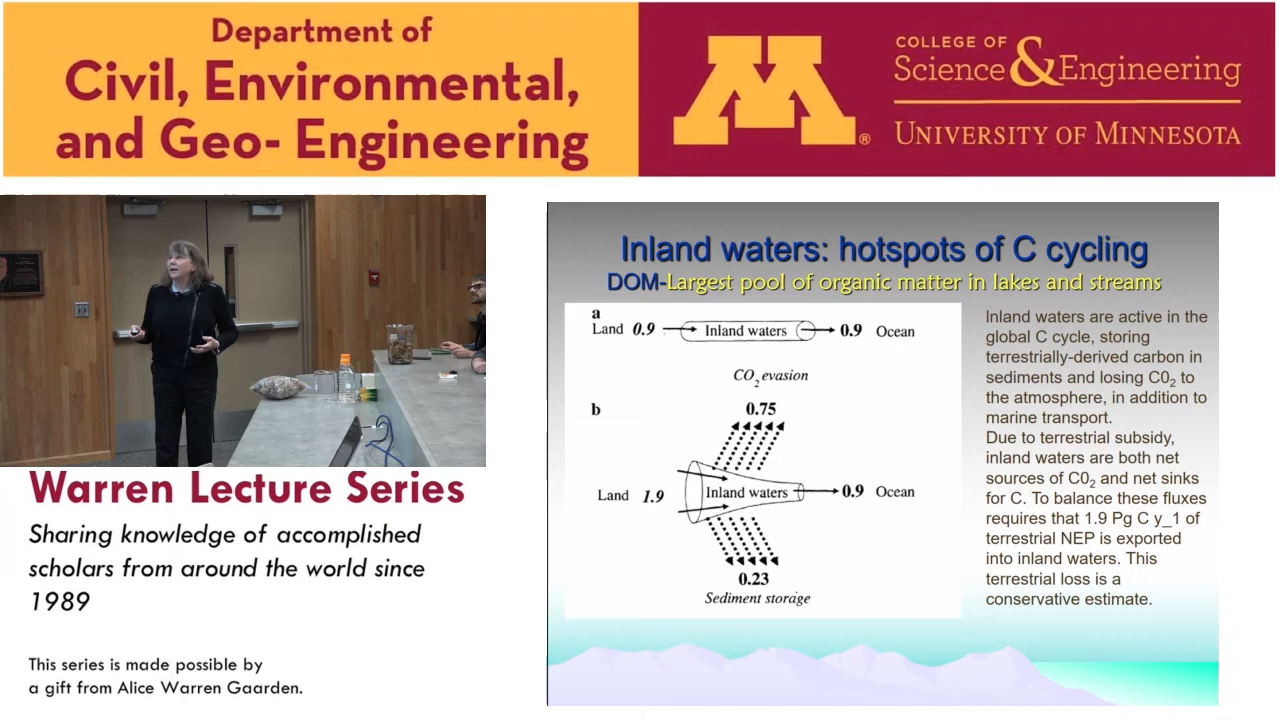 Department of
Civil, Environmental,
and Geo- Engineering
M®
COLLEGE OF
Science & Engineering
UNIVERSITY OF MINNESOTA
Warren Lecture Series
Sharing knowledge of accomplished
scholars from around the world since
1989
This series is made possible by
a gift from Alice Warren Gaarden.
Inland waters: hotspots of C cycling
DOM-Largest pool of organic matter in lakes and streams
a
Land 0.9 Inland waters 0.9 Ocean
CO2 evasion
b
0.75
Land 1.9 Inland waters 0.9 Ocean
0.23
Sediment storage
Inland waters are active in the
global C cycle, storing
terrestrially-derived carbon in
sediments and losing C02 to
the atmosphere, in addition to
marine transport.
Due to terrestrial subsidy,
inland waters are both net
sources of C02 and net sinks
for C. To balance these fluxes
requires that 1.9 Pg C y_1 of
terrestrial NEP is exported
into inland waters. This
terrestrial loss is a
conservative estimate.